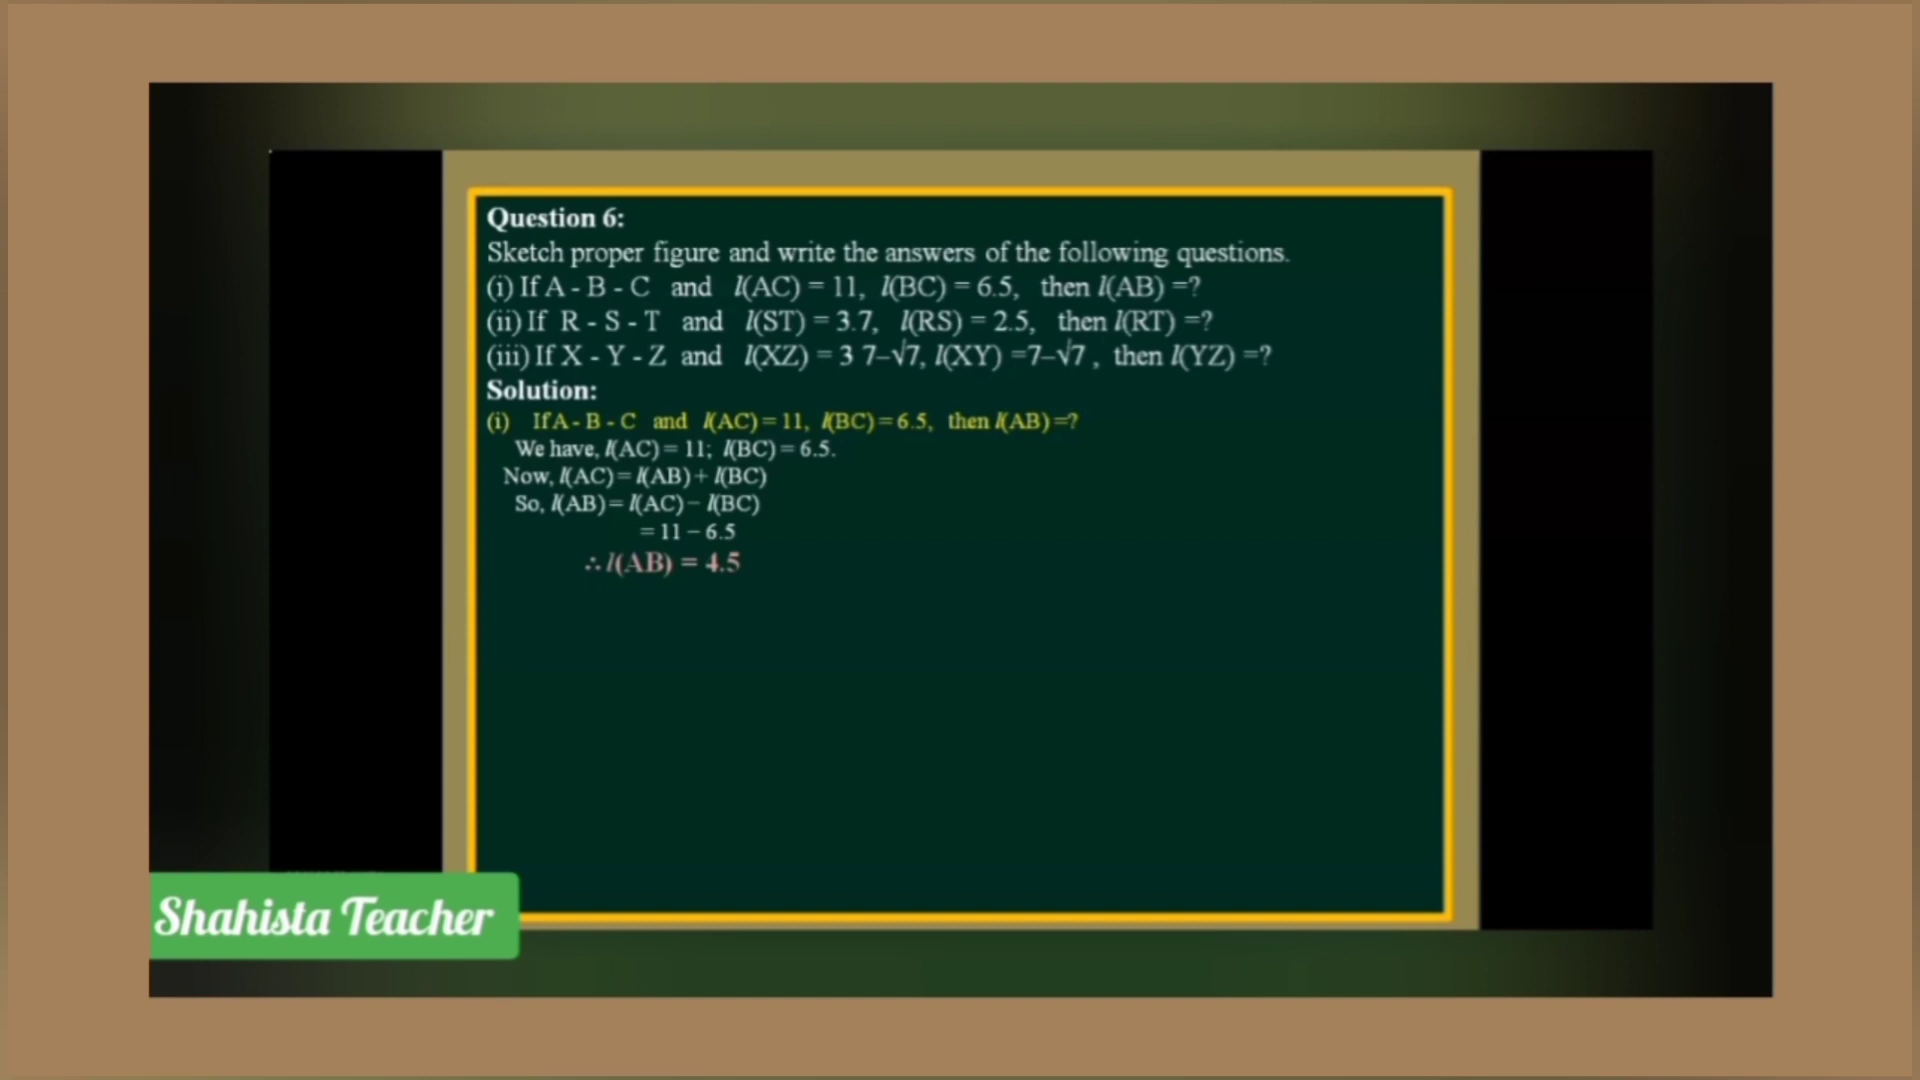 Question 6:
Sketch proper figure and write the answers of the following questions.
(i) If A - B - C and l(AC) = 11, l(BC) = 6.5, then l(AB) =?
(ii) If R - S - T and l(ST) = 3.7, l(RS) = 2.5, then l(RT) =?
(iii) If X - Y - Z and l(XZ) = 3 7–√7, l(XY) =7–√7 , then l(YZ) =?
Solution:
(i) If A - B - C and l(AC) = 11, l(BC) = 6.5, then l(AB) =?
We have, l(AC) = 11; l(BC) = 6.5.
Now, l(AC) = l(AB) + l(BC)
So, l(AB) = l(AC) – l(BC)
= 11 – 6.5
∴ l(AB) = 4.5
Shahista Teacher